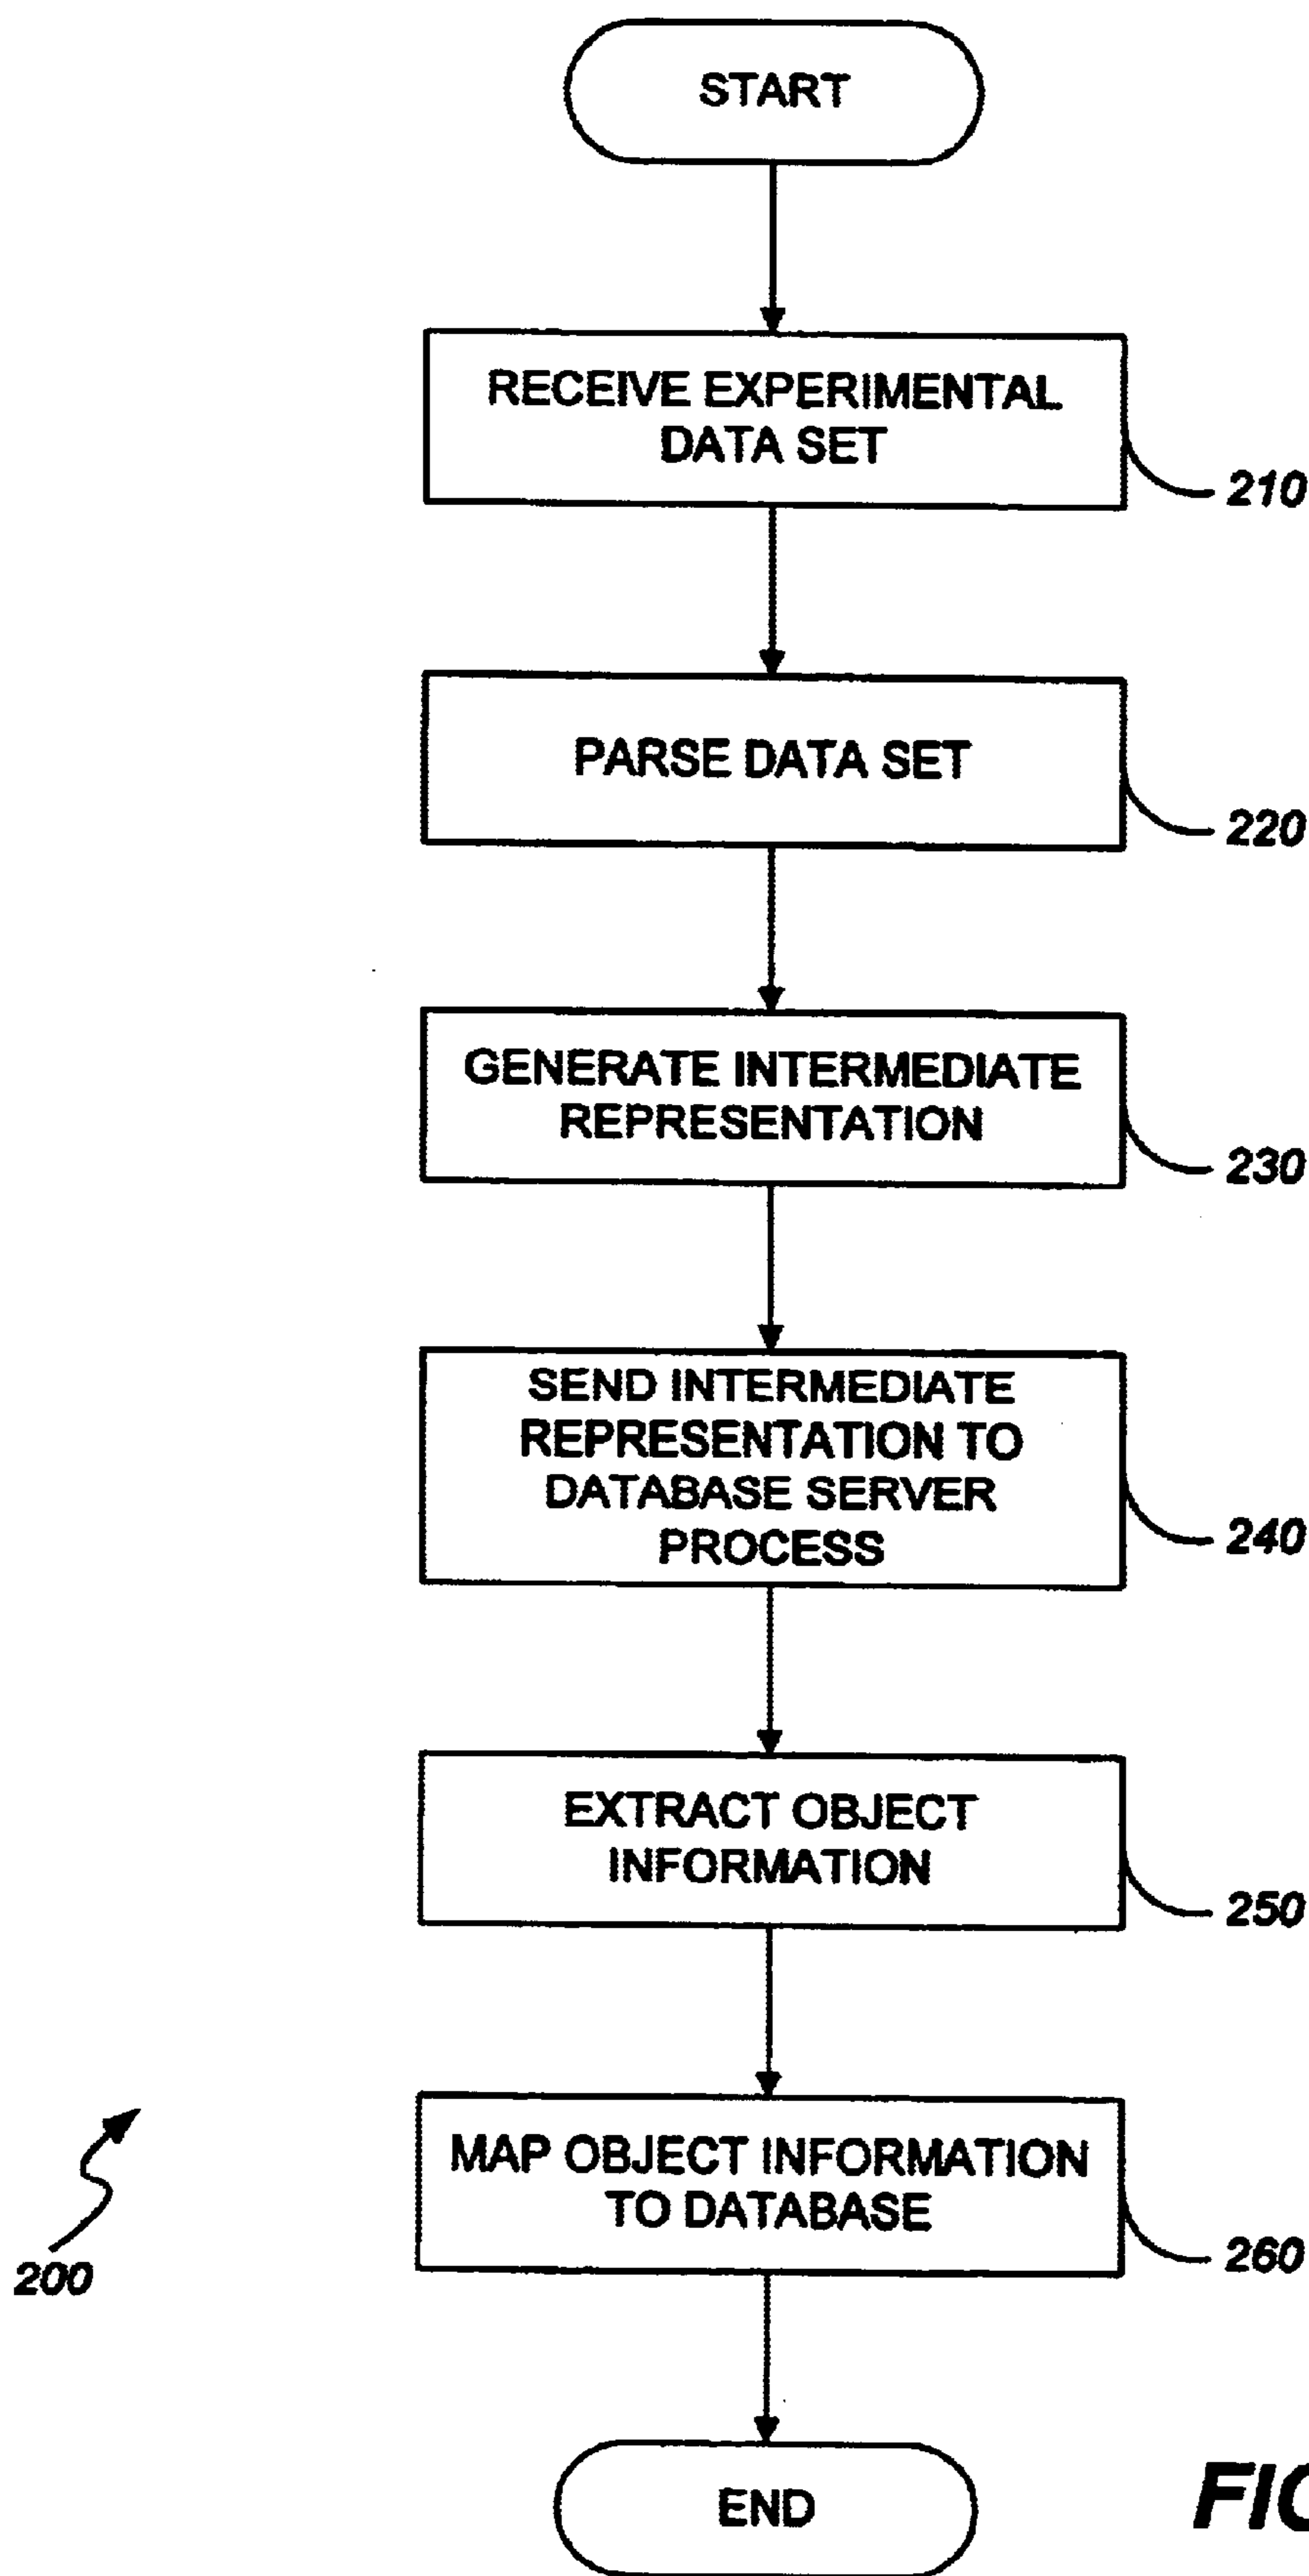 START
RECEIVE EXPERIMENTAL
DATA SET
210
PARSE DATA SET
220
GENERATE INTERMEDIATE
REPRESENTATION
230
SEND INTERMEDIATE
REPRESENTATION TO
DATABASE SERVER
PROCESS
240
EXTRACT OBJECT
INFORMATION
250
MAP OBJECT INFORMATION
TO DATABASE
260
200
END